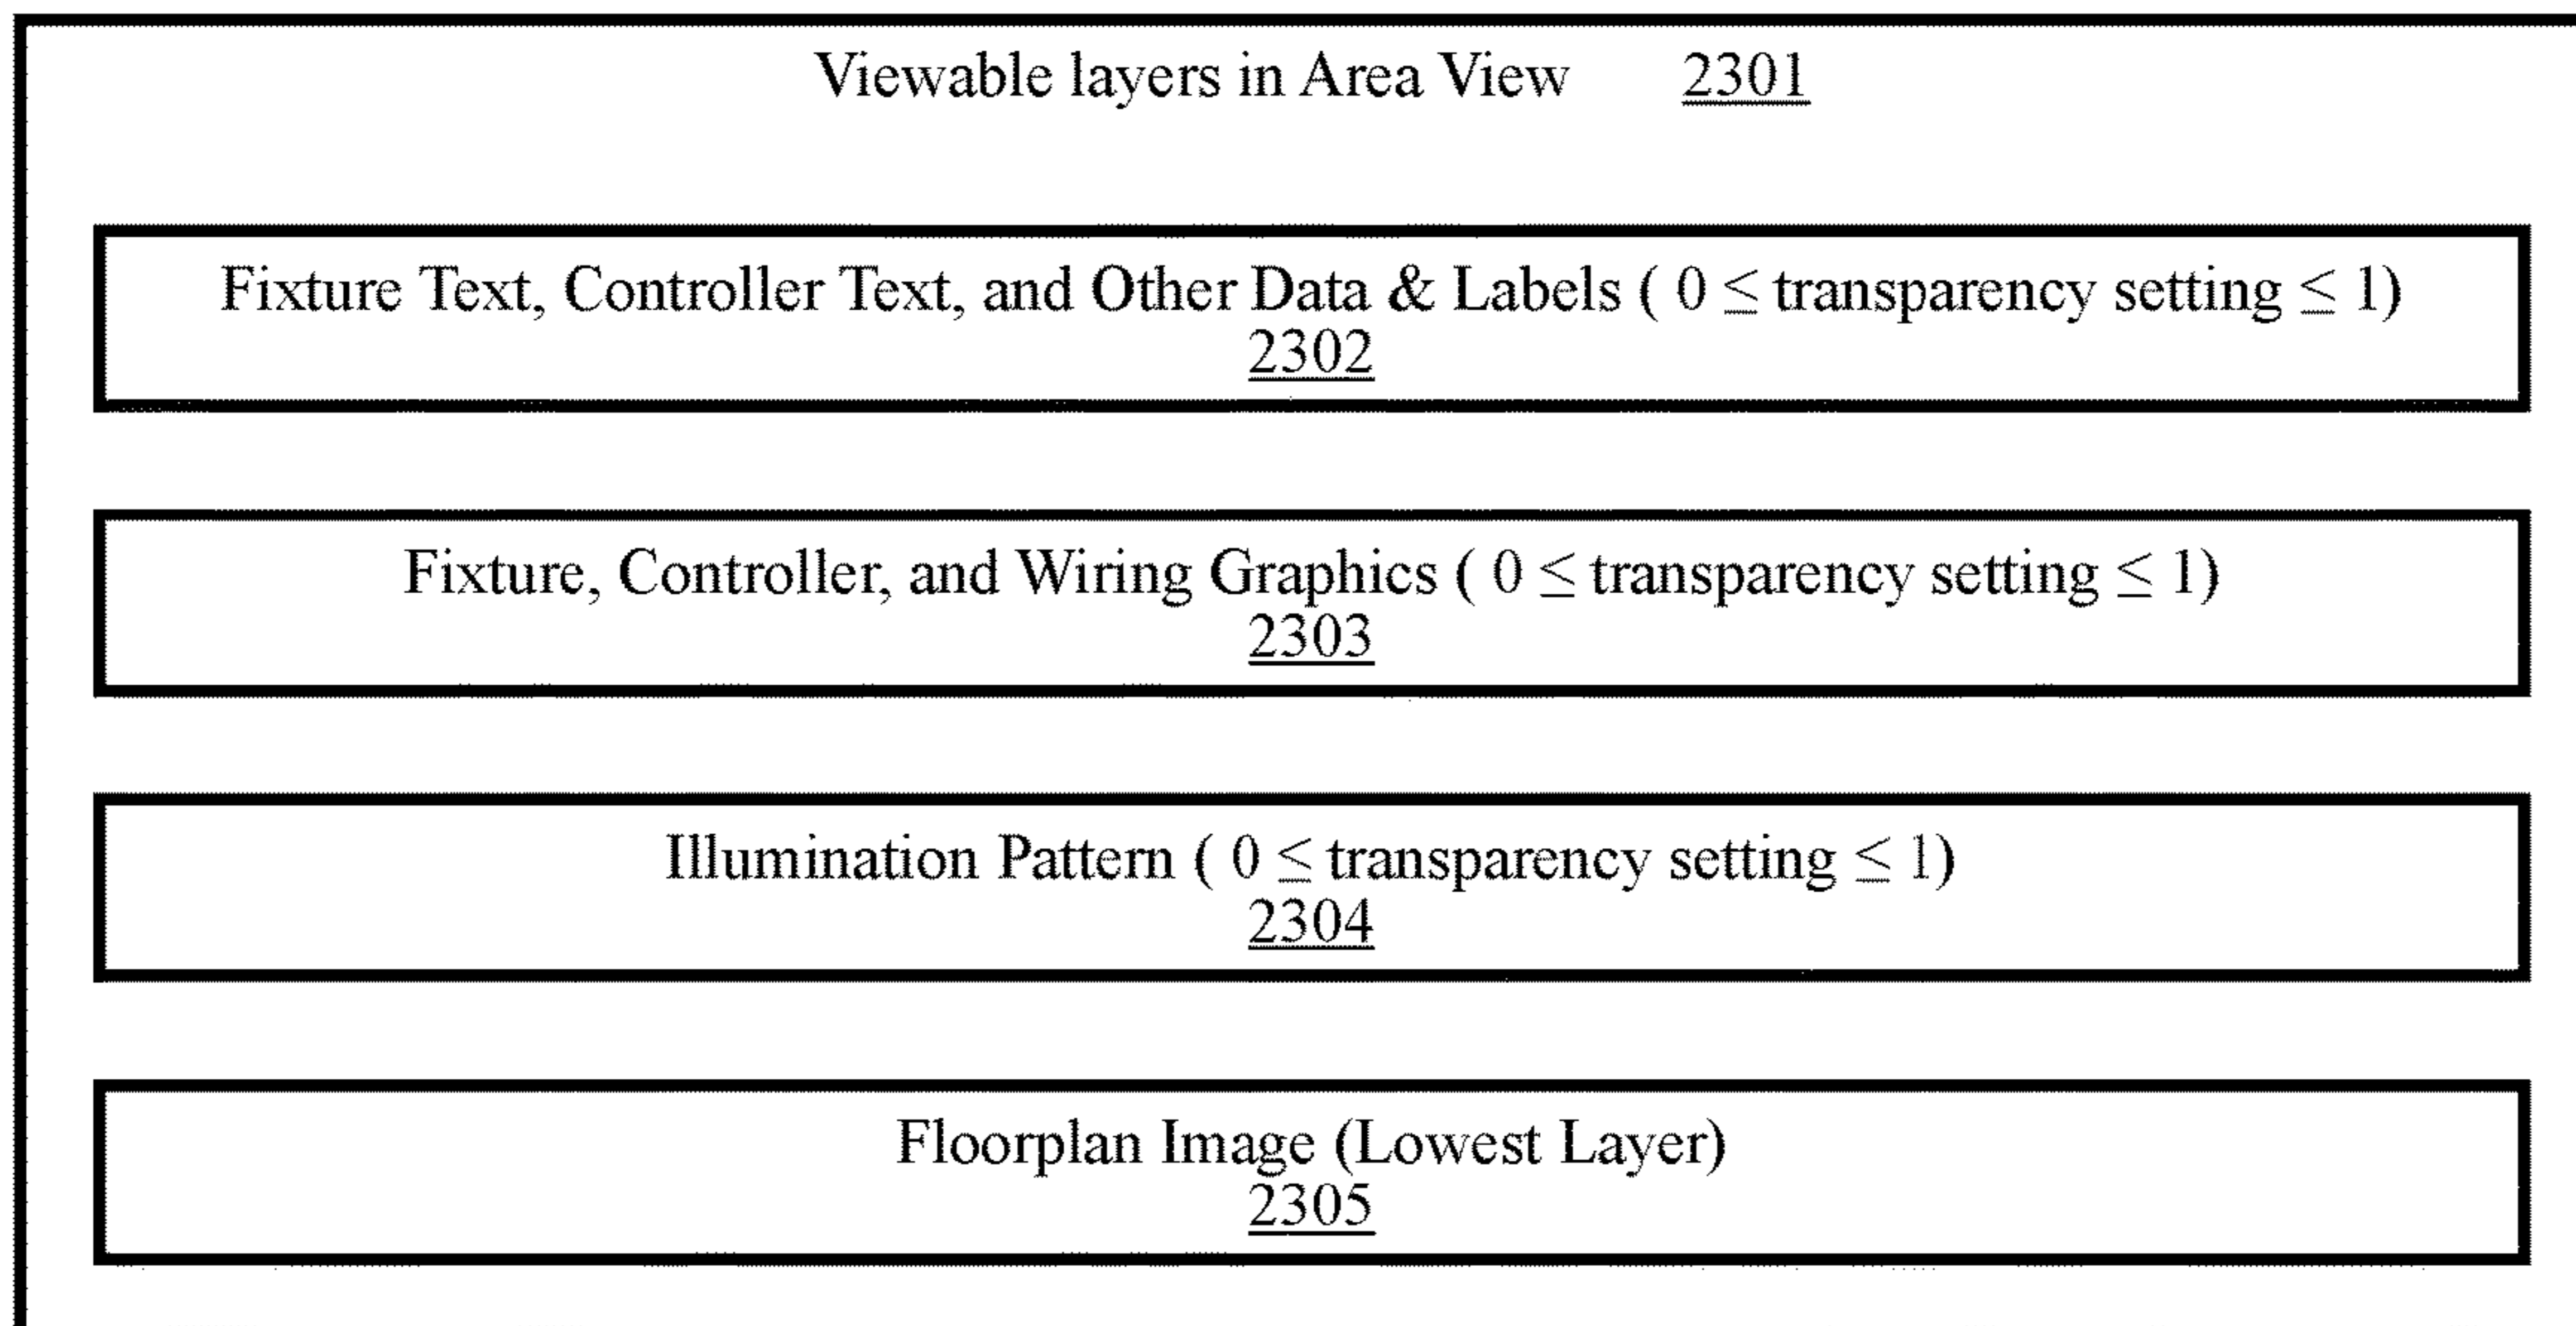 Viewable layers in Area View 2301
Fixture Text, Controller Text, and Other Data & Labels ( 0 ≤ transparency setting ≤ 1)
2302
Fixture, Controller, and Wiring Graphics ( 0 ≤ transparency setting ≤ 1)
2303
Illumination Pattern ( 0 ≤ transparency setting ≤ 1)
2304
Floorplan Image (Lowest Layer)
2305